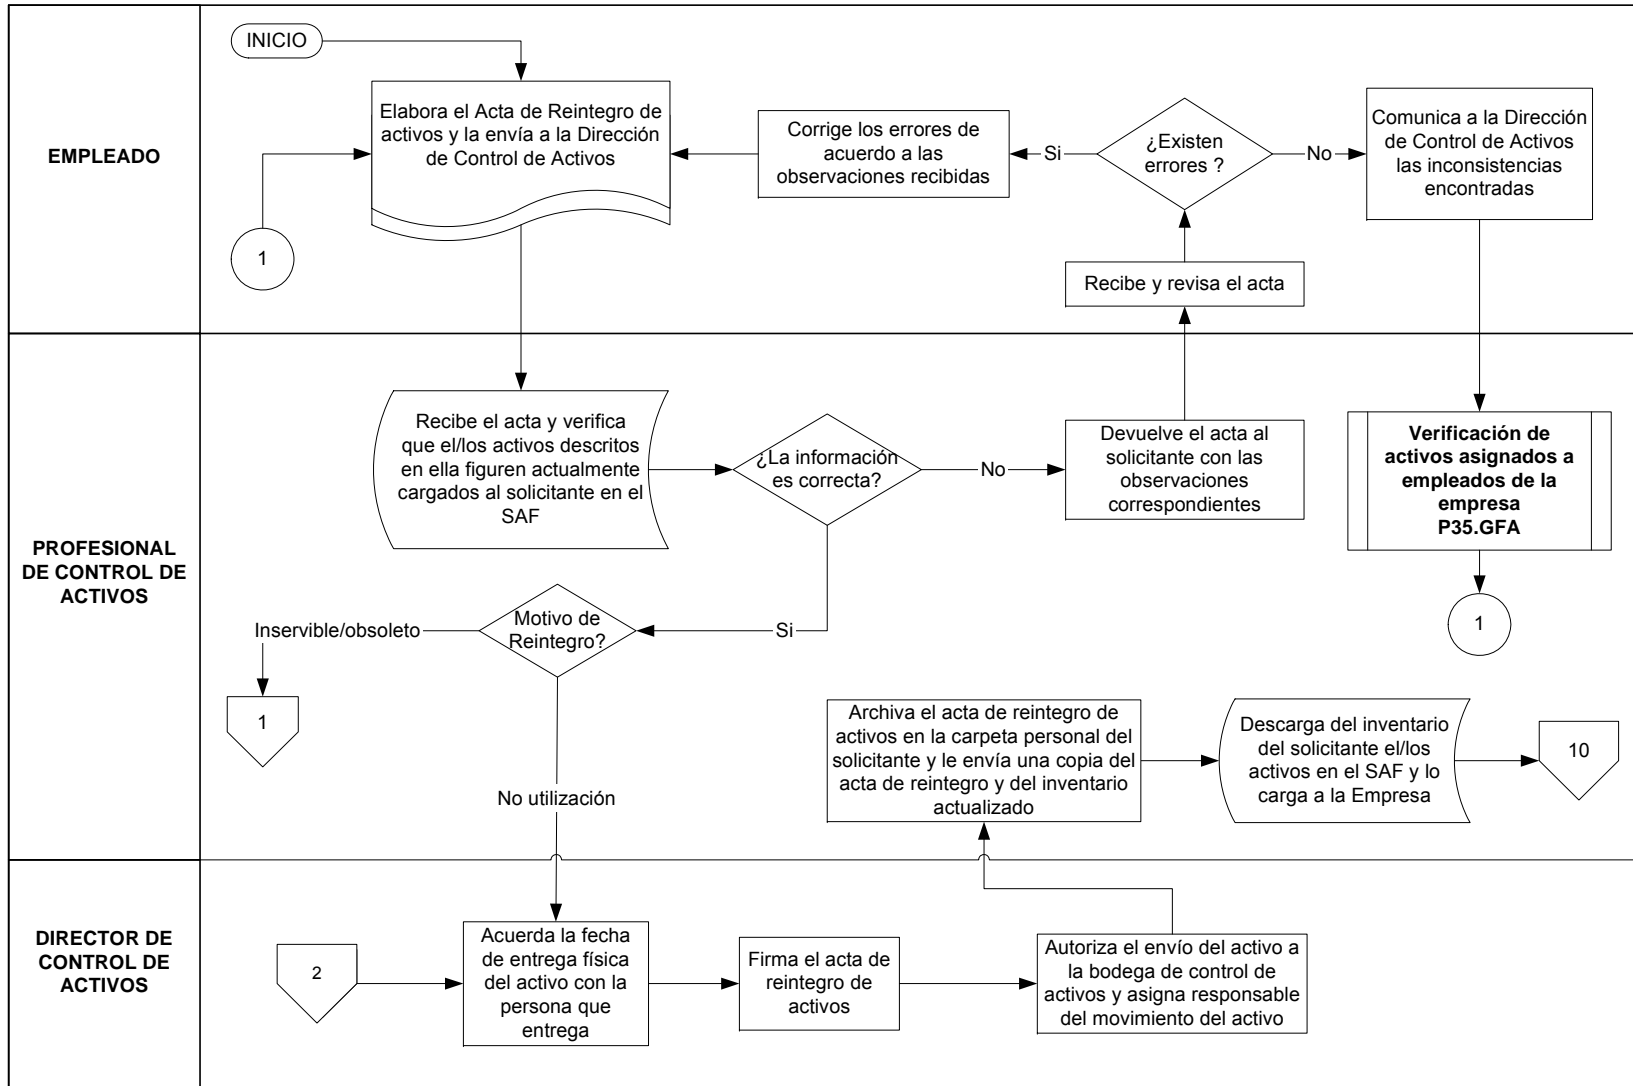 EMPLEADO
INICIO
Elabora el Acta de Reintegro de
activos y la envía a la Dirección
de Control de Activos
1
Corrige los errores de
acuerdo a las
observaciones recibidas
Si
¿Existen
errores ?
No
Comunica a la Dirección
de Control de Activos
las inconsistencias
encontradas
Recibe y revisa el acta
PROFESIONAL
DE CONTROL DE
ACTIVOS
Recibe el acta y verifica
que el/los activos descritos
en ella figuren actualmente
cargados al solicitante en el
SAF
¿La información
es correcta?
No
Devuelve el acta al
solicitante con las
observaciones
correspondientes
Verificación de
activos asignados a
empleados de la
empresa
P35.GFA
1
Si
Motivo de
Reintegro?
Inservible/obsoleto
1
No utilización
Archiva el acta de reintegro de
activos en la carpeta personal del
solicitante y le envía una copia del
acta de reintegro y del inventario
actualizado
Descarga del inventario
del solicitante el/los
activos en el SAF y lo
carga a la Empresa
10
DIRECTOR DE
CONTROL DE
ACTIVOS
2
Acuerda la fecha
de entrega física
del activo con la
persona que
entrega
Firma el acta de
reintegro de
activos
Autoriza el envío del activo a
la bodega de control de
activos y asigna responsable
del movimiento del activo